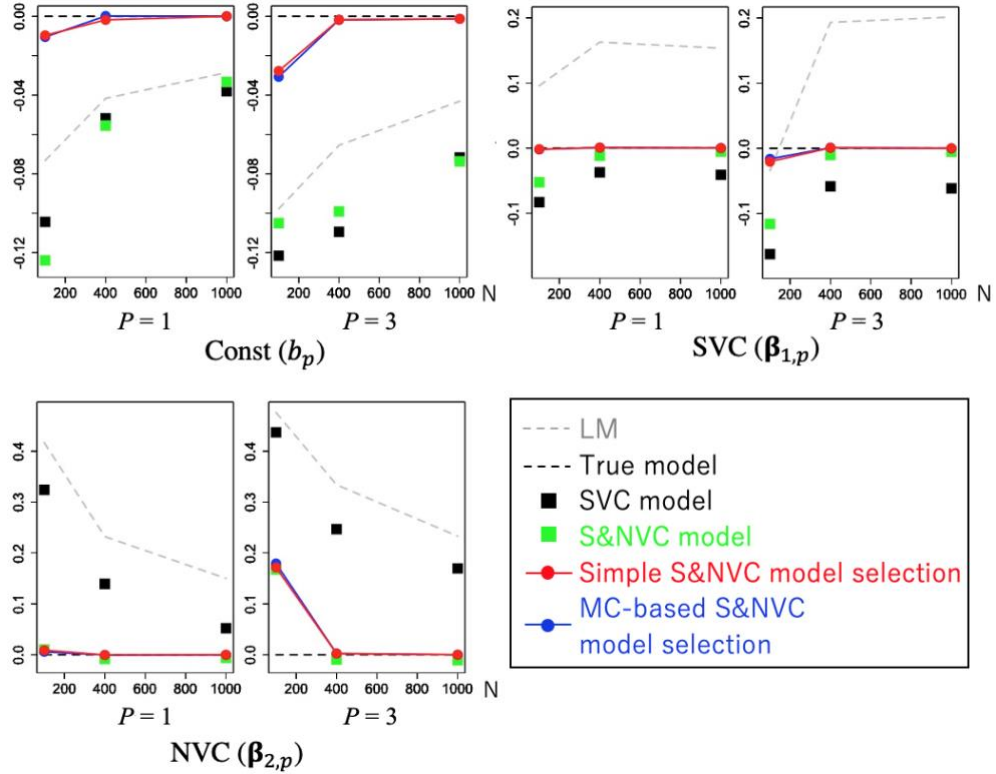 0.00
-0.04
-0.08
-0.12
200 400 600 800 1000
200 400 600 800 1000 N
P = 1
P = 3
Const (bₚ)
0.2
0.1
0.0
-0.1
200 400 600 800 1000
200 400 600 800 1000 N
P = 1
P = 3
SVC (β₁,ₚ)
0.00
-0.04
-0.08
-0.12
0.2
0.1
0.0
-0.1
0.4
0.3
0.2
0.1
0.0
0.4
0.3
0.2
0.1
0.0
200 400 600 800 1000
200 400 600 800 1000 N
P = 1
P = 3
NVC (β₂,ₚ)
LM
True model
SVC model
S&NVC model
Simple S&NVC model selection
MC-based S&NVC
model selection